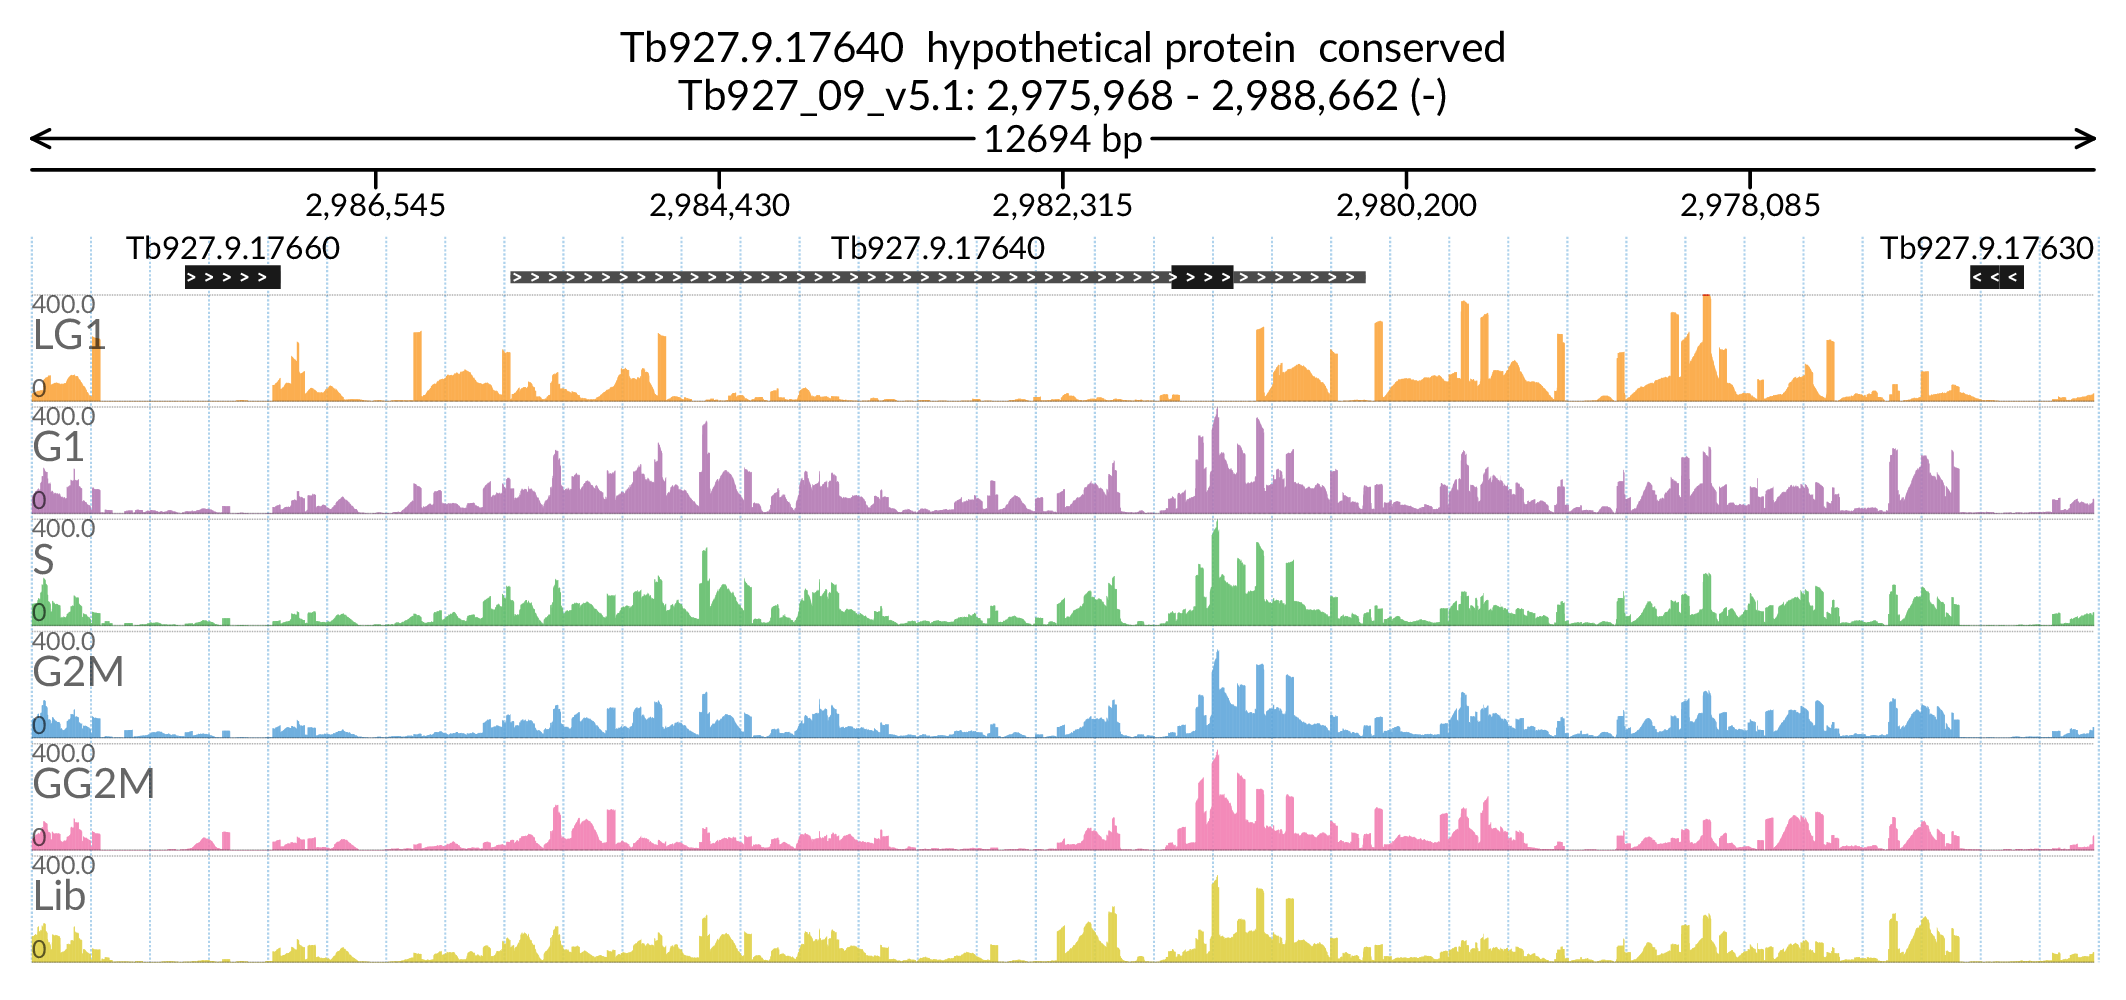 Tb927.9.17640 hypothetical protein conserved
Tb927_09_v5.1: 2,975,968 - 2,988,662 (-)
12694 bp
2,986,545 2,984,430 2,982,315 2,980,200 2,978,085
Tb927.9.17660 Tb927.9.17640 Tb927.9.17630
400.0
LG1
0
400.0
G1
0
400.0
S
0
400.0
G2M
0
400.0
GG2M
0
400.0
Lib
0